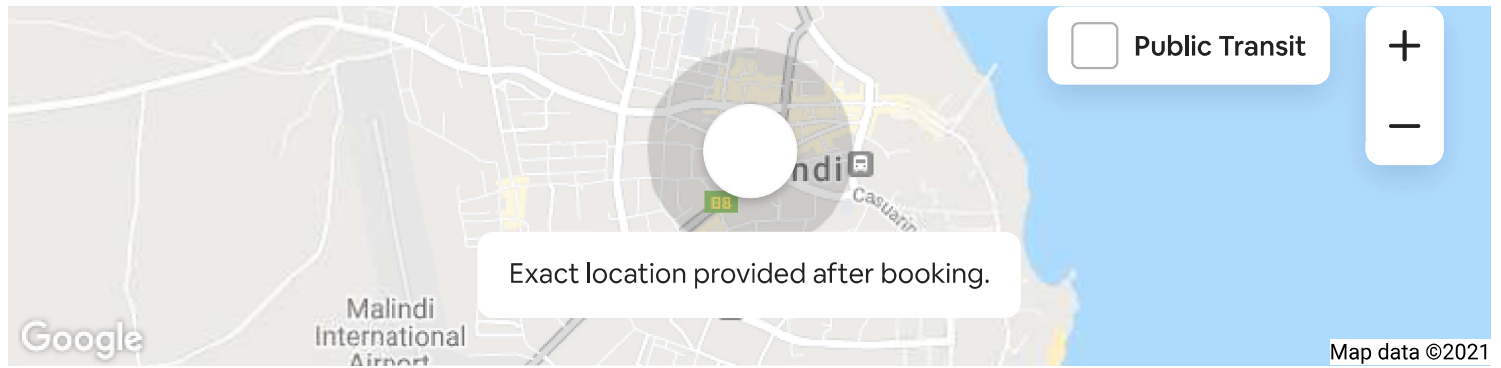 Public Transit
+
ndi
B8
Casuarin
−
Exact location provided after booking.
Malindi
International
Airport
Google
Map data ©2021